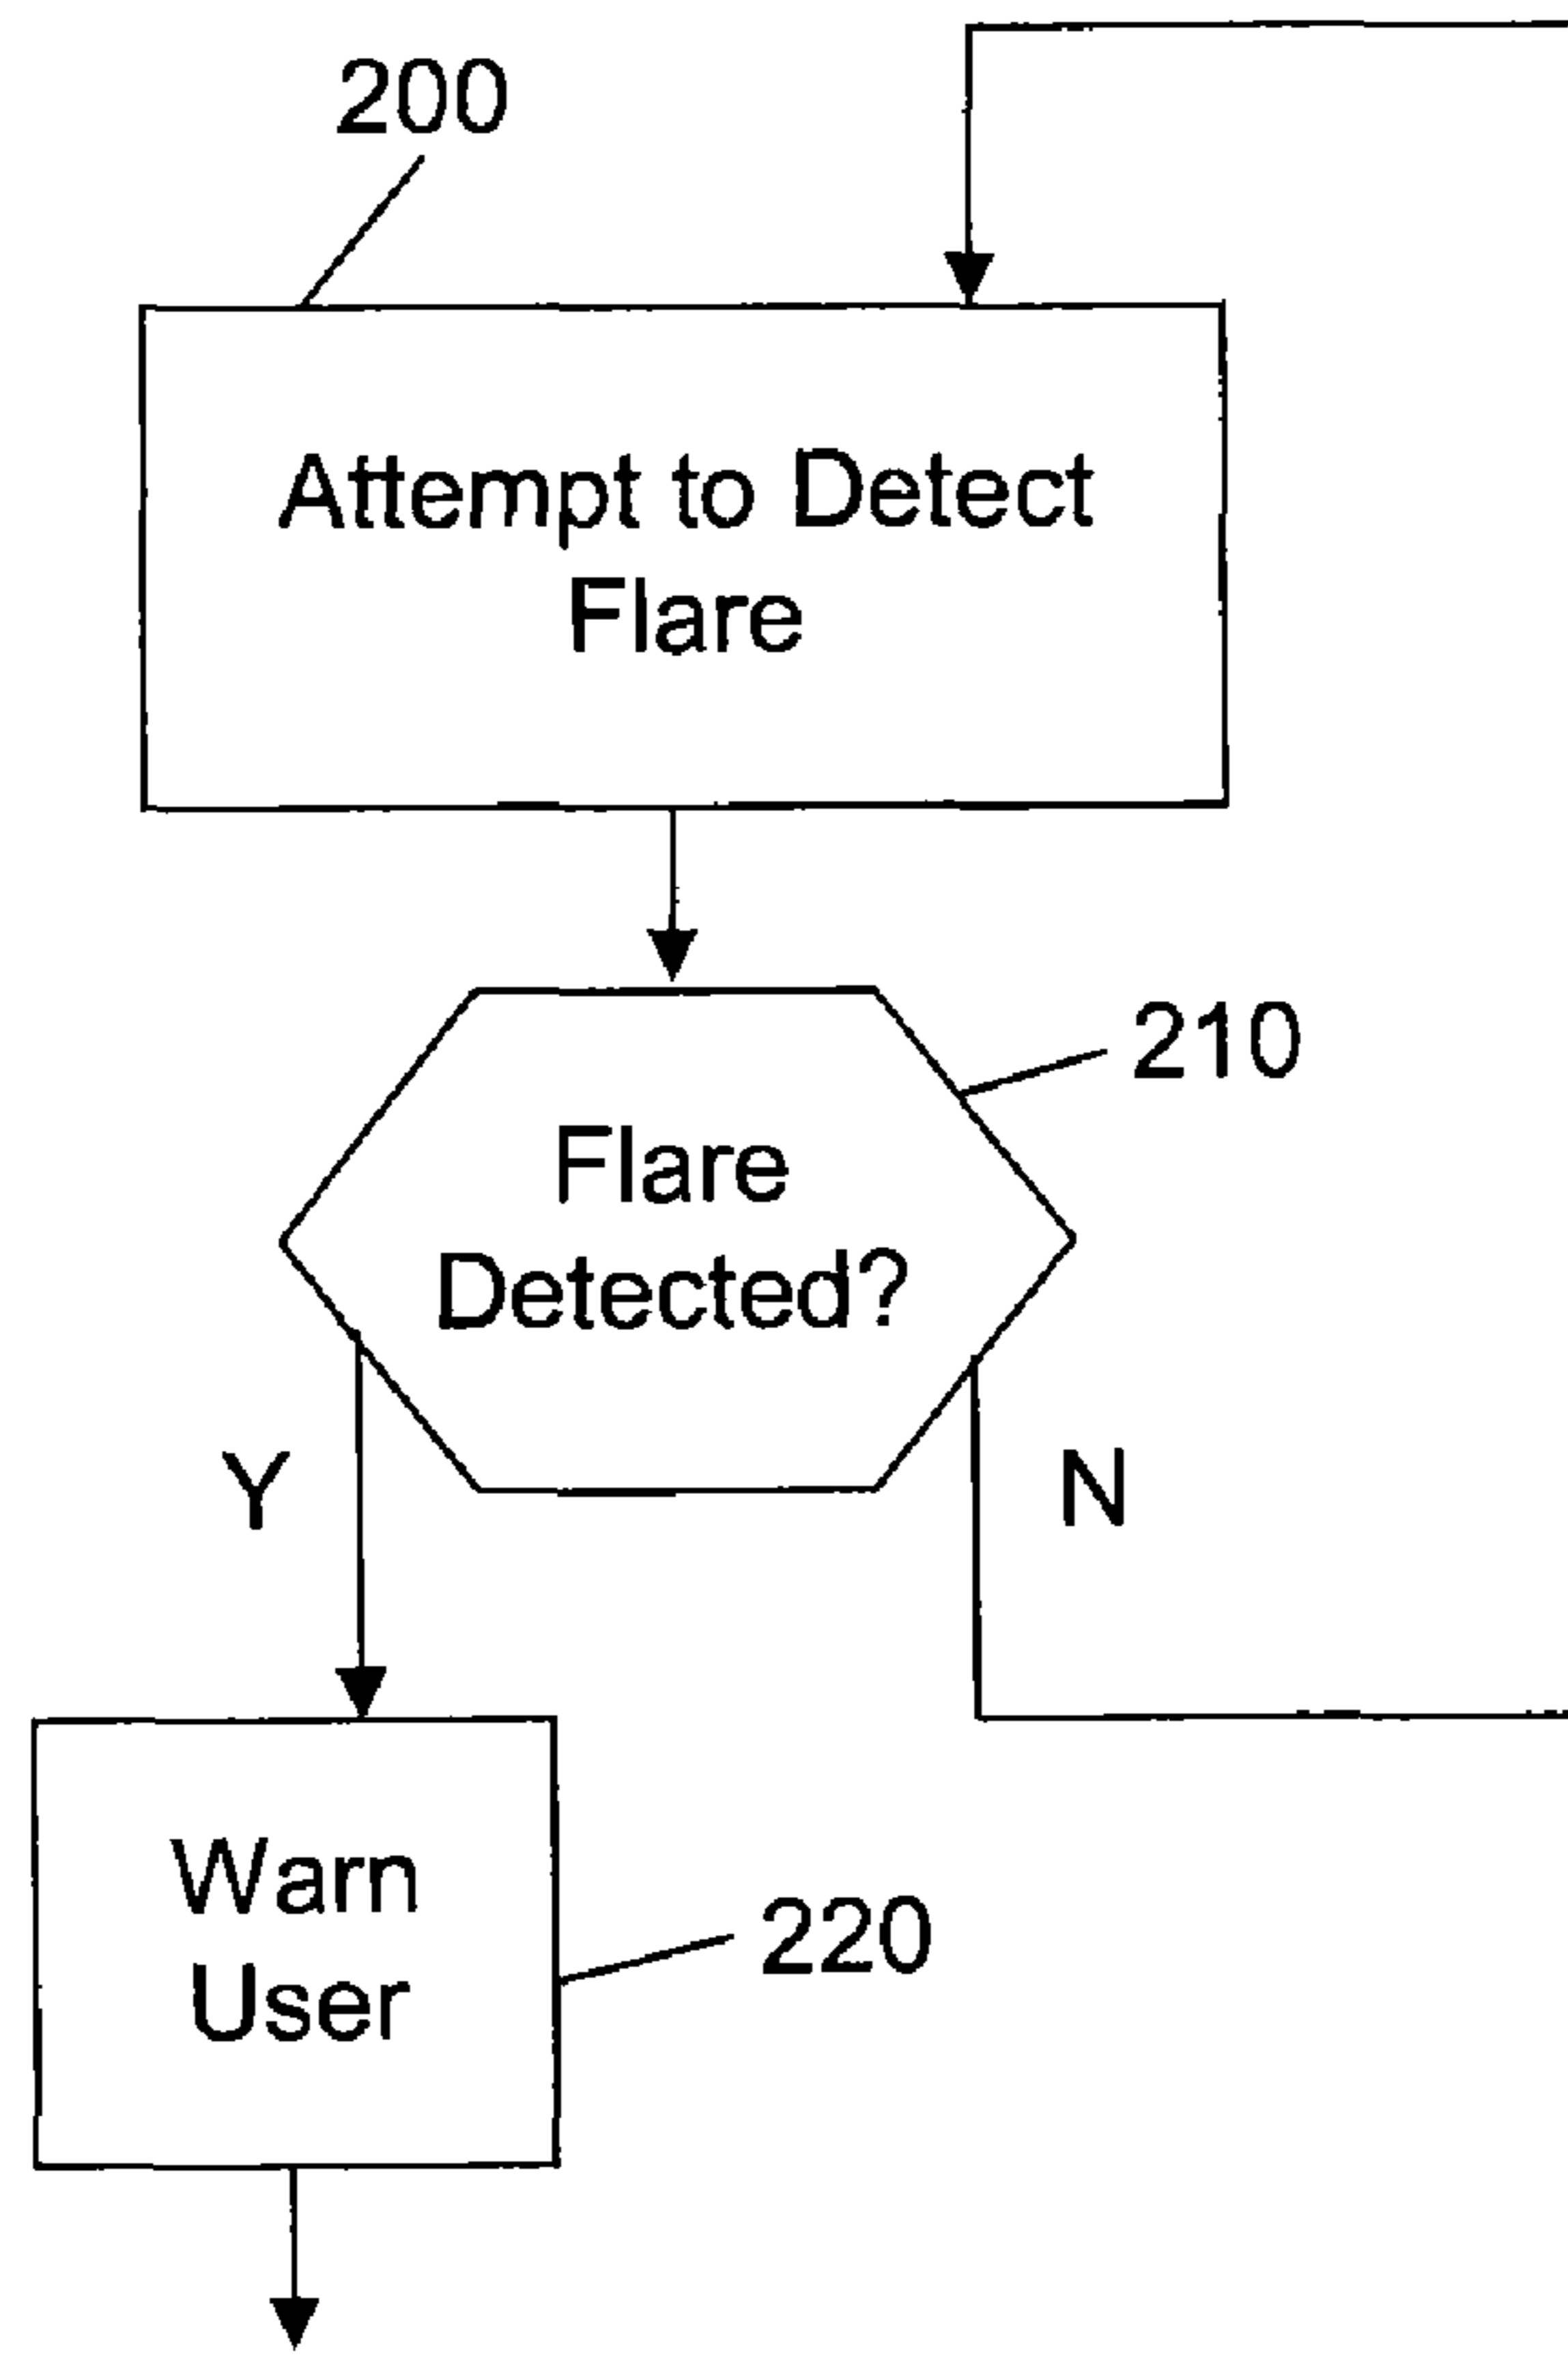 200
Attempt to Detect
Flare
210
Flare
Detected?
Y
N
Warn
User
220